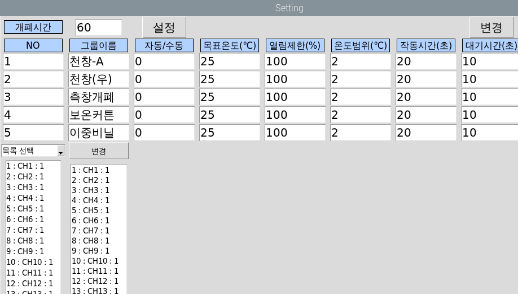 Setting
개폐시간 60 설정 변경
NO 그룹이름 자동/수동 목표온도(℃) 열림제한(%) 온도범위(℃) 작동시간(초) 대기시간(초)
1 천창-A 0 25 100 2 20 10
2 천창(우) 0 25 100 2 20 10
3 측창개폐 0 25 100 2 20 10
4 보온커튼 0 25 100 2 20 10
5 이중비닐 0 25 100 2 20 10
목록 선택 변경
1 : CH1 : 1 1 : CH1 : 1
2 : CH2 : 1 2 : CH2 : 1
3 : CH3 : 1 3 : CH3 : 1
4 : CH4 : 1 4 : CH4 : 1
5 : CH5 : 1 5 : CH5 : 1
6 : CH6 : 1 6 : CH6 : 1
7 : CH7 : 1 7 : CH7 : 1
8 : CH8 : 1 8 : CH8 : 1
9 : CH9 : 1 9 : CH9 : 1
10 : CH10 : 1 10 : CH10 : 1
11 : CH11 : 1 11 : CH11 : 1
12 : CH12 : 1 12 : CH12 : 1
13 : CH13 : 1 13 : CH13 : 1